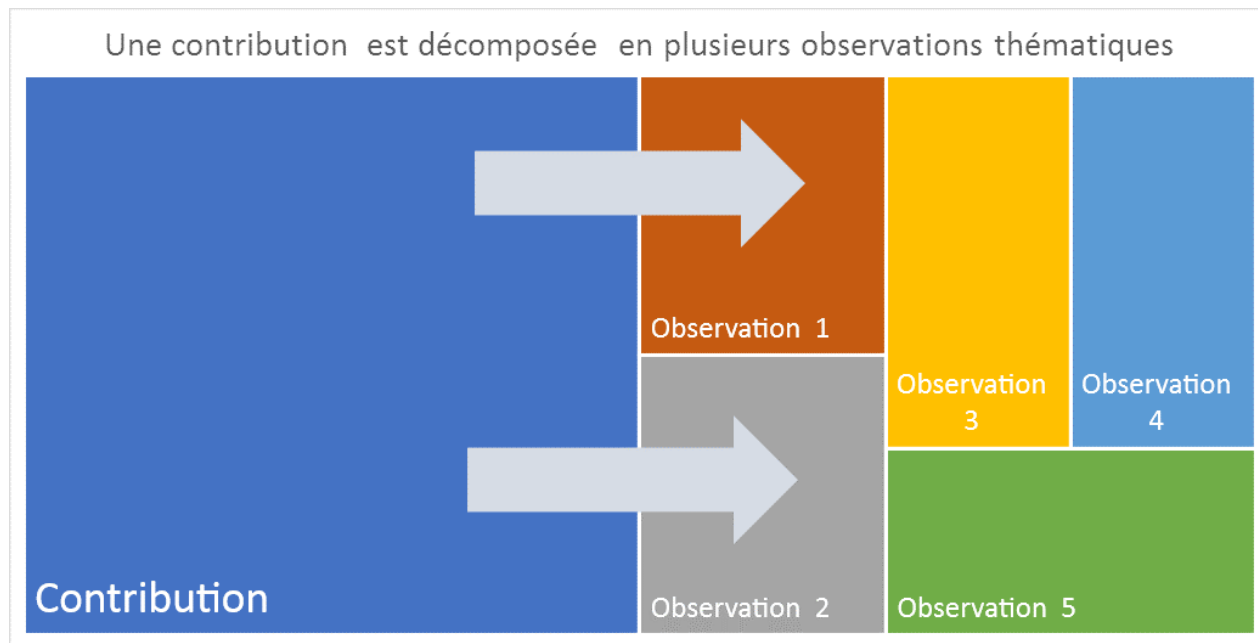 Une contribution est décomposée en plusieurs observations thématiques
Observation 1
Observation
3
Observation
4
Contribution
Observation 2
Observation 5